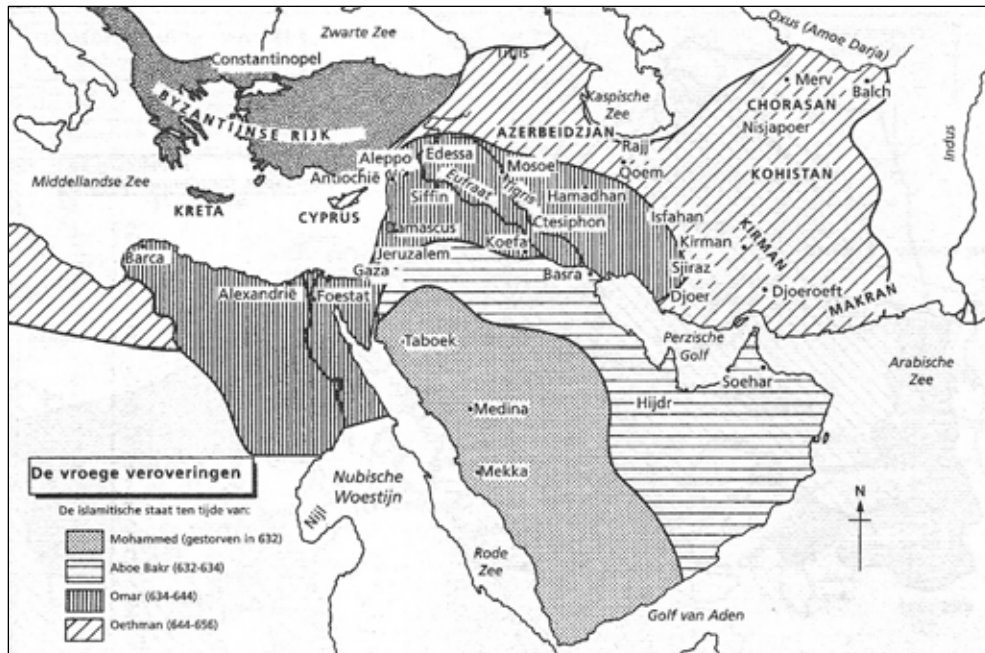 Zwarte Zee
Oxus (Amoe Darja)
Constantinopel
Kaspische
Zee
Merv
Balch
CHORASAN
Nisjapoer
BYZANTIJNSE RIJK
AZERBEIDZJAN
Rajj
Qoem
KOHISTAN
Indus
Aleppo
Edessa
Mosoel
Antiochië
Middellandse Zee
Eufraat
Tigris
Hamadhan
Siffin
KRETA
CYPRUS
Ctesiphon
Isfahan
Damascus
Koefa
Kirman
KIRMAN
Jeruzalem
Barca
Gaza
Basra
Sjiraz
Alexandrië
Foestat
Djoer
Djoeroeft
MAKRAN
Taboek
Perzische
Golf
Arabische
Zee
Soehar
Medina
Hijdr
Mekka
De vroege veroveringen
Nubische
Woestijn
De islamitische staat ten tijde van:
Nijl
N
Mohammed (gestorven in 632)
Rode
Zee
Aboe Bakr (632-634)
Omar (634-644)
Golf van Aden
Oethman (644-656)